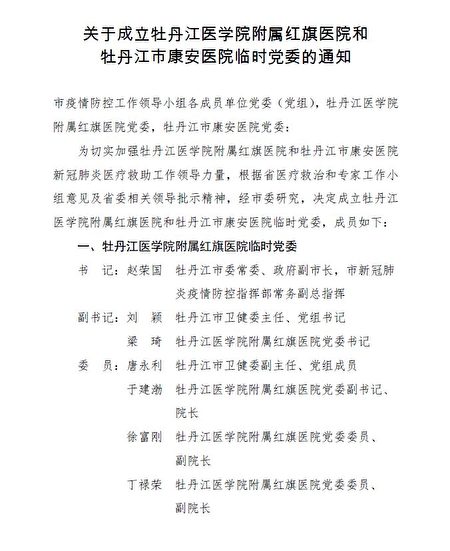 关于成立牡丹江医学院附属红旗医院和
牡丹江市康安医院临时党委的通知
市疫情防控工作领导小组各成员单位党委（党组），牡丹江医学院
附属红旗医院党委，牡丹江市康安医院党委：
为切实加强牡丹江医学院附属红旗医院和牡丹江市康安医院
新冠肺炎医疗救助工作领导力量，根据省医疗救治和专家工作小
组意见及省委相关领导批示精神，经市委研究，决定成立牡丹江
医学院附属红旗医院和牡丹江市康安医院临时党委，成员如下：
一、牡丹江医学院附属红旗医院临时党委
书 记：赵荣国 牡丹江市委常委、政府副市长，市新冠肺
炎疫情防控指挥部常务副总指挥
副书记：刘 颖 牡丹江市卫健委主任、党组书记
梁 琦 牡丹江医学院附属红旗医院党委书记
委 员：唐永利 牡丹江市卫健委副主任、党组成员
于建渤 牡丹江医学院附属红旗医院党委副书记、
院长
徐富刚 牡丹江医学院附属红旗医院党委委员、
副院长
丁禄荣 牡丹江医学院附属红旗医院党委委员、
副院长